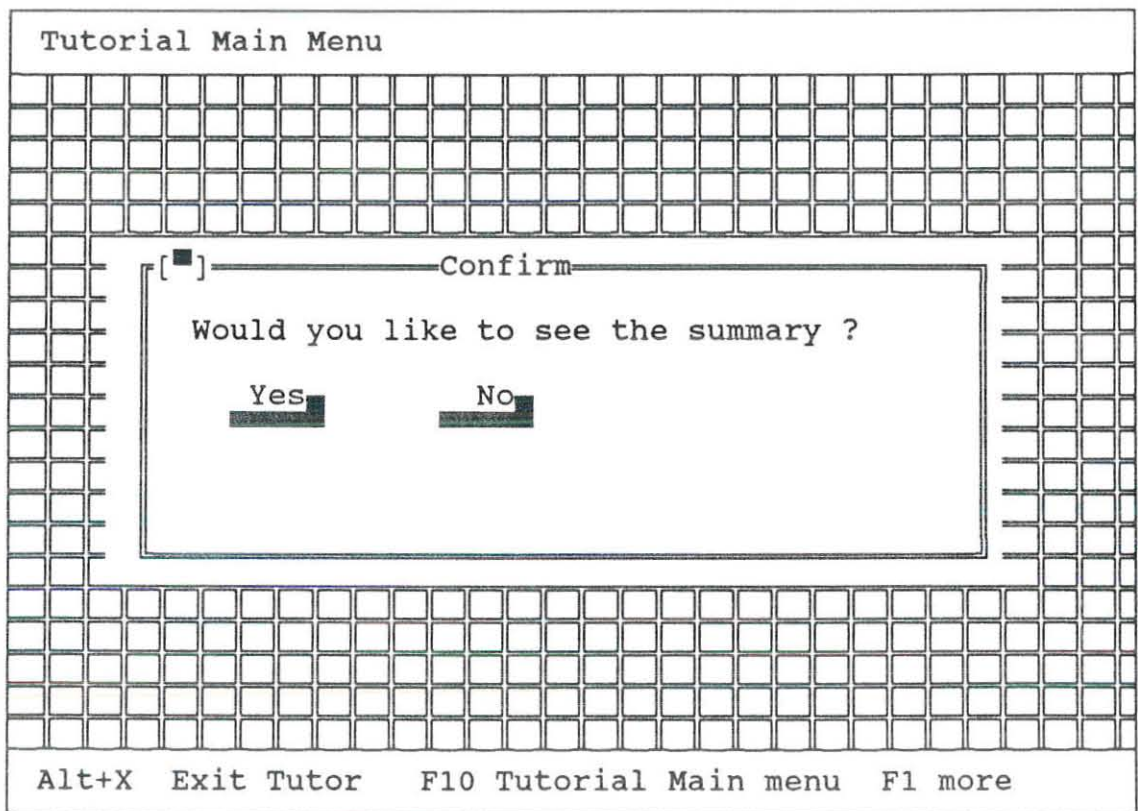 Tutorial Main Menu
[■] Confirm
Would you like to see the summary ?
Yes No
Alt+X Exit Tutor F10 Tutorial Main menu F1 more